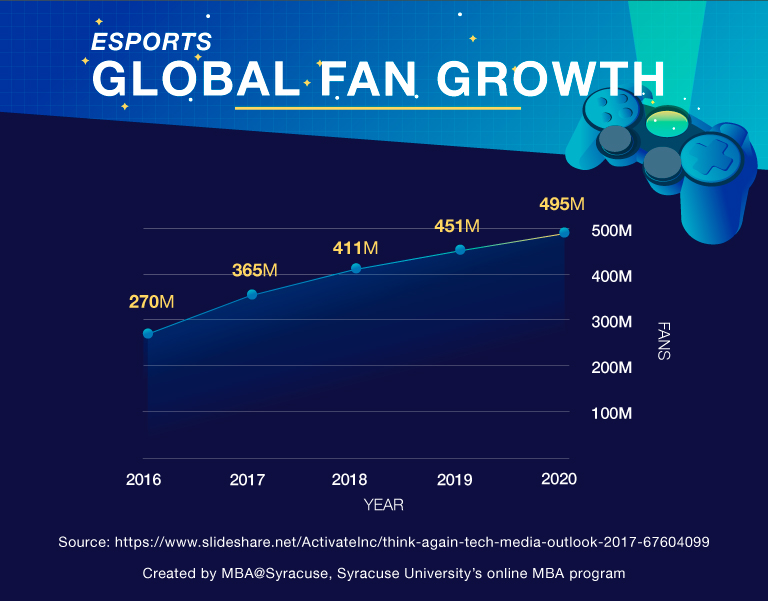 ESPORTS
GLOBAL FAN GROWTH
495M
451M
500M
411M
365M
400M
270M
300M
FANS
200M
100M
2016 2017 2018 2019 2020
YEAR
Source: https://www.slideshare.net/ActivateInc/think-again-tech-media-outlook-2017-67604099
Created by MBA@Syracuse, Syracuse University’s online MBA program